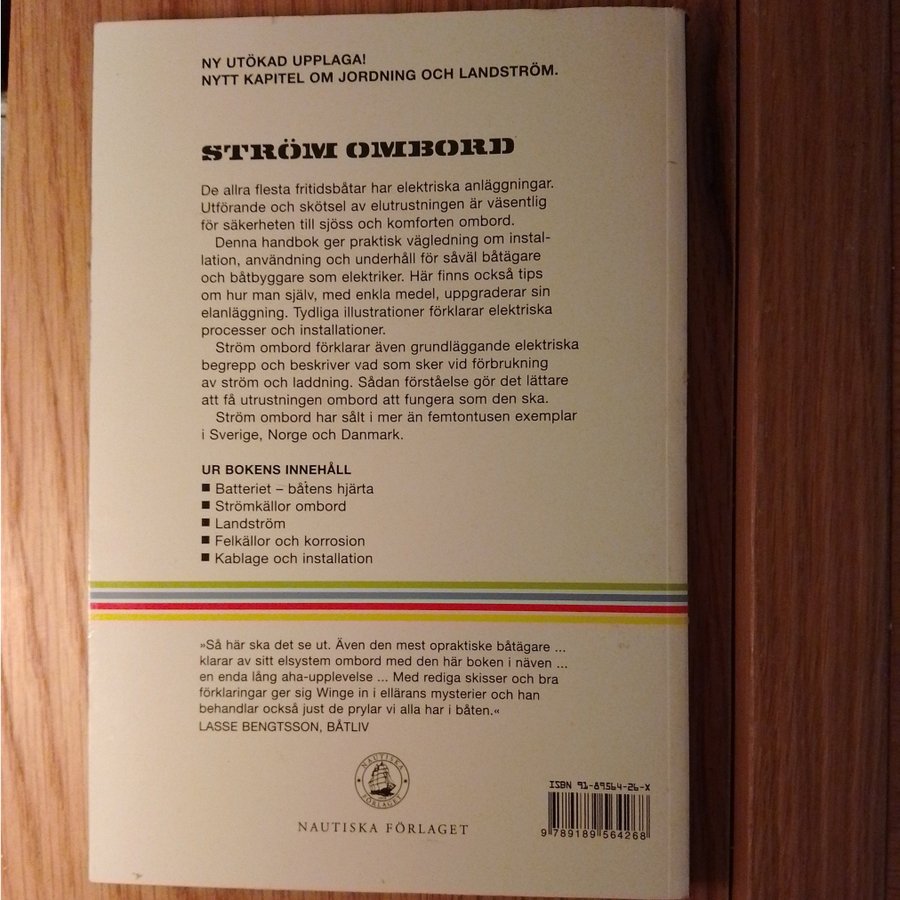 NY UTÖKAD UPPLAGA!
NYTT KAPITEL OM JORDNING OCH LANDSTRÖM.
STRÖM OMBORD
De allra flesta fritidsbåtar har elektriska anläggningar.
Utförande och skötsel av elutrustningen är väsentlig
för säkerheten till sjöss och komforten ombord.
Denna handbok ger praktisk vägledning om instal-
lation, användning och underhåll för såväl båtägare
och båtbyggare som elektriker. Här finns också tips
om hur man själv, med enkla medel, uppgraderar sin
elanläggning. Tydliga illustrationer förklarar elektriska
processer och installationer.
Ström ombord förklarar även grundläggande elektriska
begrepp och beskriver vad som sker vid förbrukning
av ström och laddning. Sådan förståelse gör det lättare
att få utrustningen ombord att fungera som den ska.
Ström ombord har sålt i mer än femtontusen exemplar
i Sverige, Norge och Danmark.
UR BOKENS INNEHÅLL
■ Batteriet – båtens hjärta
■ Strömkällor ombord
■ Landström
■ Felkällor och korrosion
■ Kablage och installation
»Så här ska det se ut. Även den mest opraktiske båtägare ...
klarar av sitt elsystem ombord med den här boken i näven ...
en enda lång aha-upplevelse ... Med rediga skisser och bra
förklaringar ger sig Winge in i ellärans mysterier och han
behandlar också just de prylar vi alla har i båten.«
LASSE BENGTSSON, BÅTLIV
NAUTISKA
FÖRLAGET
NAUTISKA FÖRLAGET
ISBN 91-89564-26-X
9 789189 564268